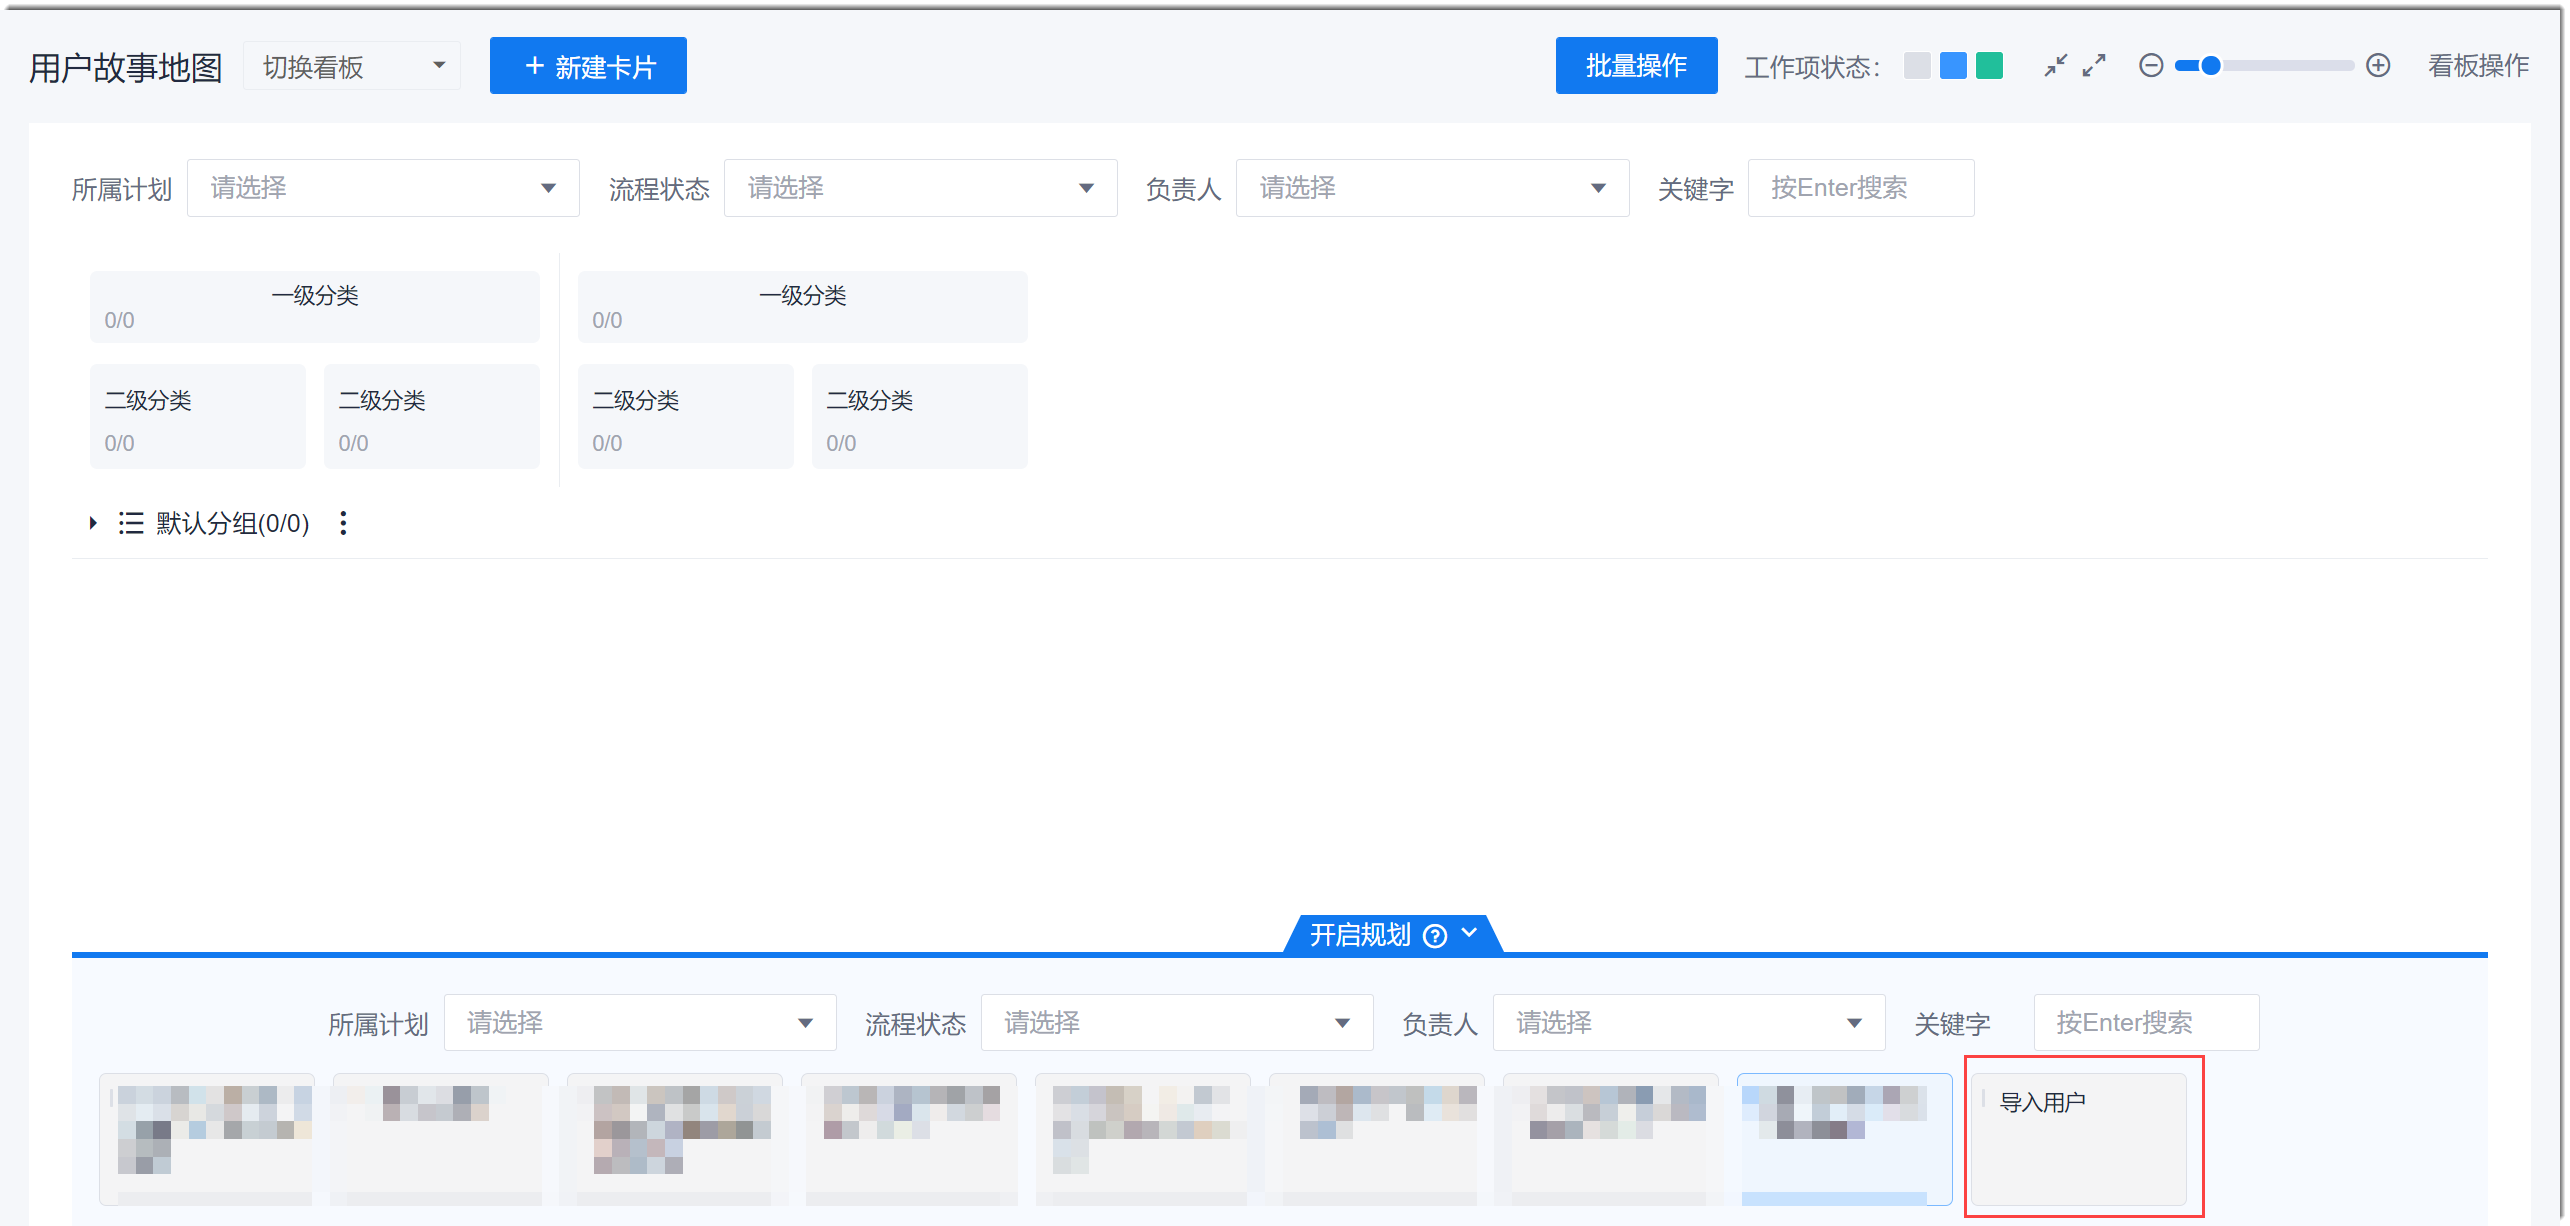 用户故事地图 切换看板 + 新建卡片 批量操作 工作项状态： 看板操作
所属计划 请选择 流程状态 请选择 负责人 请选择 关键字 按Enter搜索
一级分类 一级分类
0/0 0/0
二级分类 二级分类 二级分类 二级分类
0/0 0/0 0/0 0/0
默认分组(0/0)
开启规划
所属计划 请选择 流程状态 请选择 负责人 请选择 关键字 按Enter搜索
导入用户